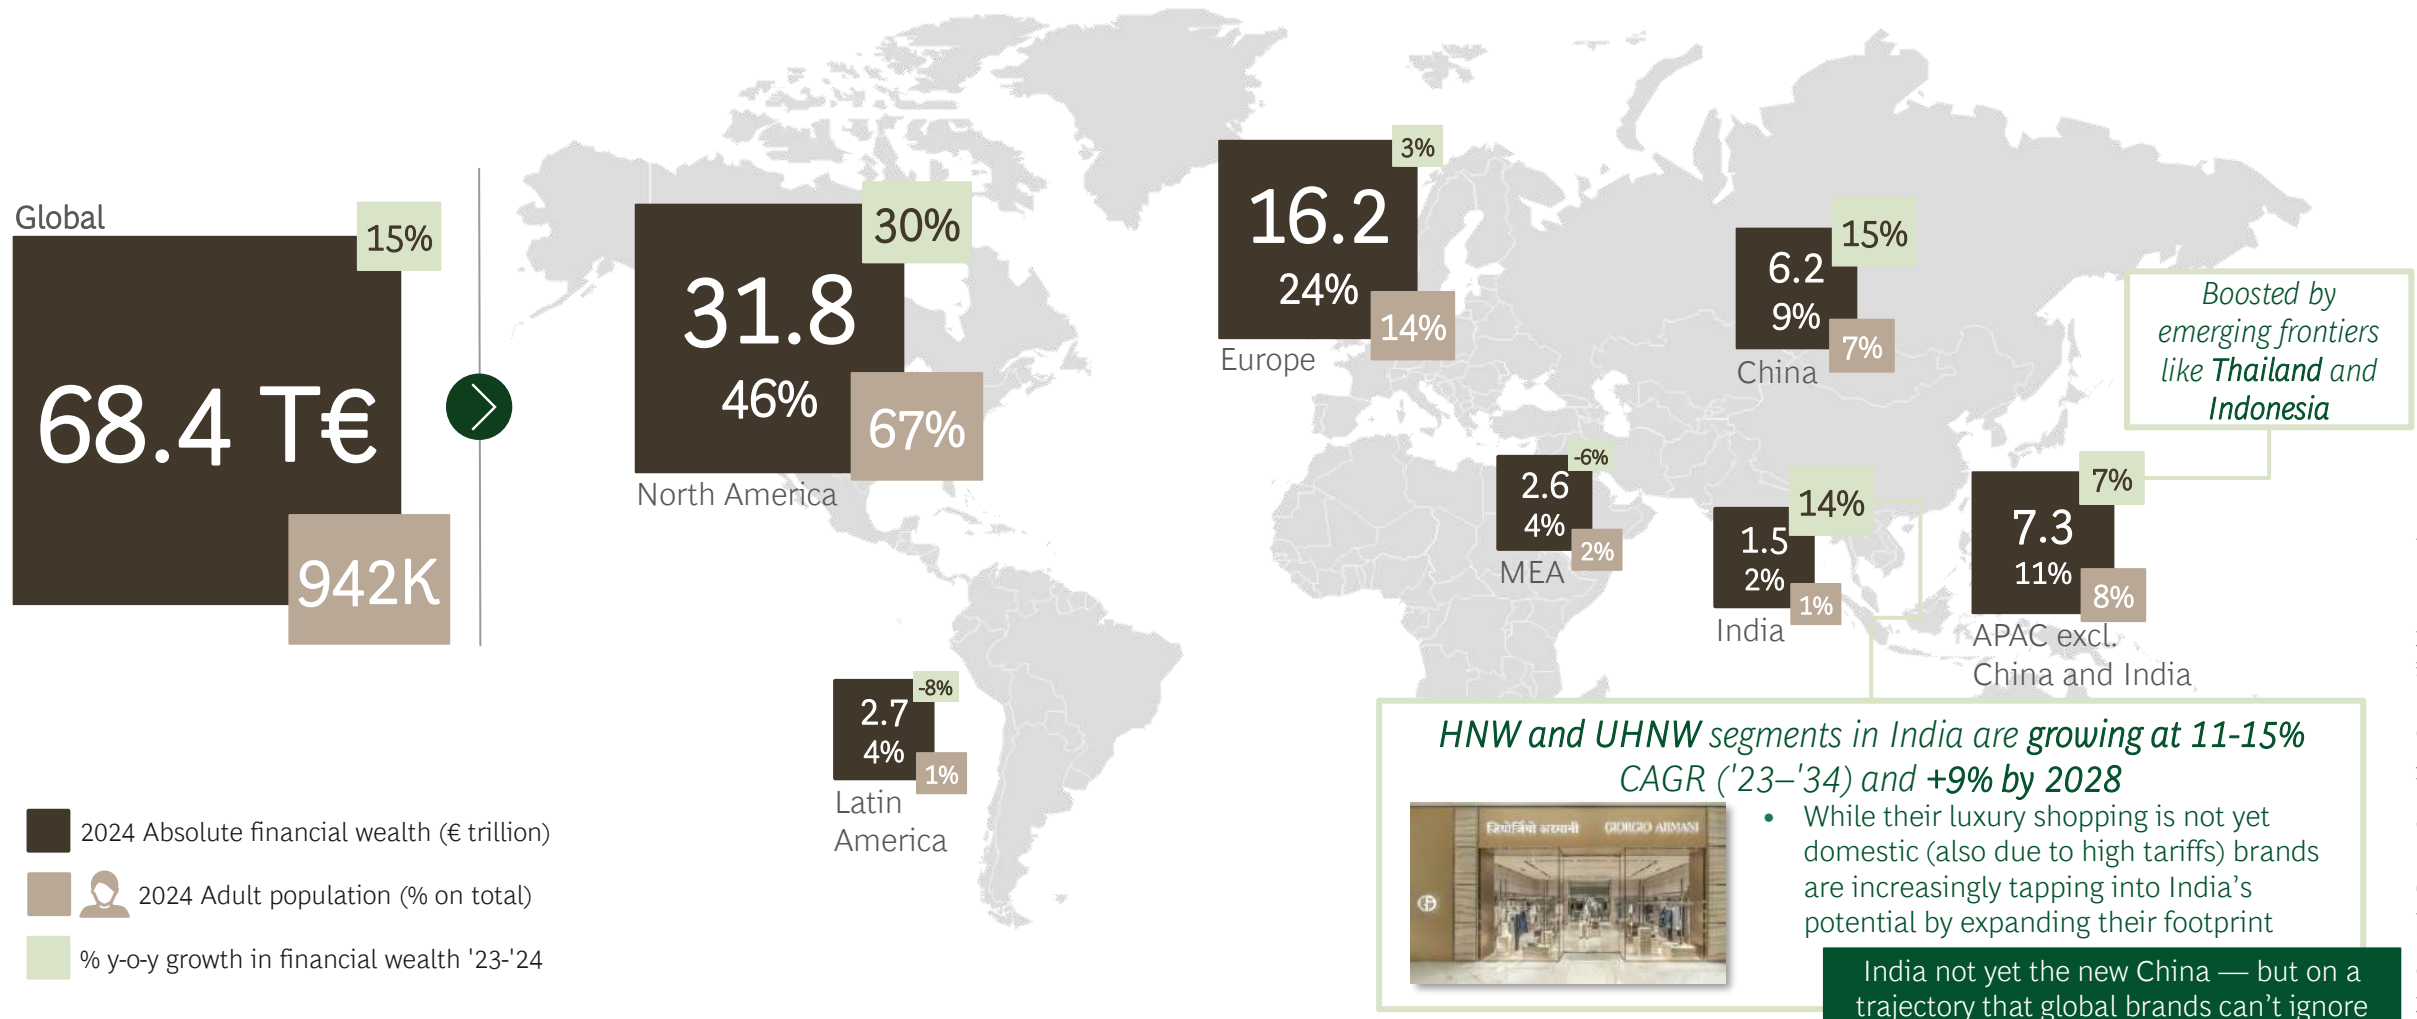 Global
15%
68.4 T€
942K
30%
31.8
46%
67%
North America
3%
16.2
24%
14%
Europe
15%
6.2
9%
7%
China
Boosted by
emerging frontiers
like Thailand and
Indonesia
-6%
2.6
4%
2%
MEA
14%
1.5
2%
1%
India
7%
7.3
11%
8%
APAC excl.
China and India
-8%
2.7
4%
1%
Latin
America
2024 Absolute financial wealth (€ trillion)
2024 Adult population (% on total)
% y-o-y growth in financial wealth '23-'24
HNW and UHNW segments in India are growing at 11-15%
CAGR ('23–'34) and +9% by 2028
जियोर्जियो अरमानी GIORGIO ARMANI
• While their luxury shopping is not yet
domestic (also due to high tariffs) brands
are increasingly tapping into India’s
potential by expanding their footprint
India not yet the new China — but on a
trajectory that global brands can’t ignore